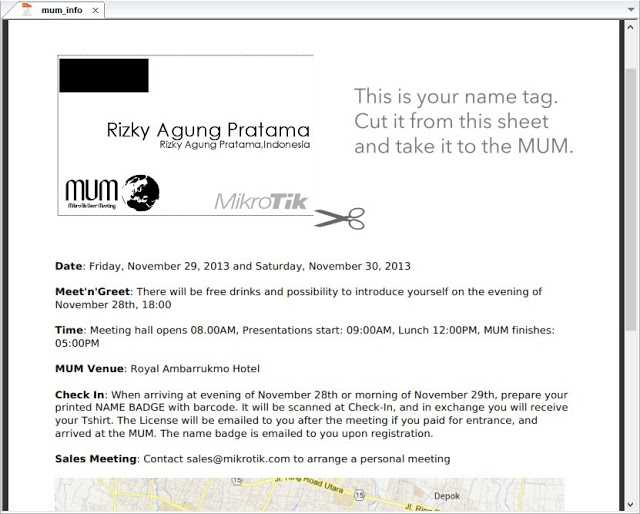 mum_info
This is your name tag.
Cut it from this sheet
and take it to the MUM.
Rizky Agung Pratama
Rizky Agung Pratama,Indonesia
MUM
MikroTik User Meeting
MikroTik
Date: Friday, November 29, 2013 and Saturday, November 30, 2013
Meet'n'Greet: There will be free drinks and possibility to introduce yourself on the evening of
November 28th, 18:00
Time: Meeting hall opens 08.00AM, Presentations start: 09:00AM, Lunch 12:00PM, MUM finishes:
05:00PM
MUM Venue: Royal Ambarrukmo Hotel
Check In: When arriving at evening of November 28th or morning of November 29th, prepare your
printed NAME BADGE with barcode. It will be scanned at Check-In, and in exchange you will receive
your Tshirt. The License will be emailed to you after the meeting if you paid for entrance, and
arrived at the MUM. The name badge is emailed to you upon registration.
Sales Meeting: Contact sales@mikrotik.com to arrange a personal meeting
15
Jl. Ring Road Utara
15
Depok